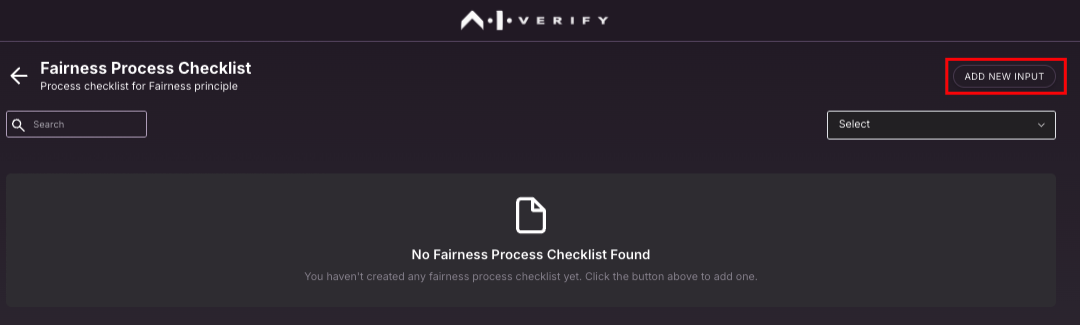 A·I·VERIFY
Fairness Process Checklist
Process checklist for Fairness principle
ADD NEW INPUT
Search
Select
No Fairness Process Checklist Found
You haven't created any fairness process checklist yet. Click the button above to add one.